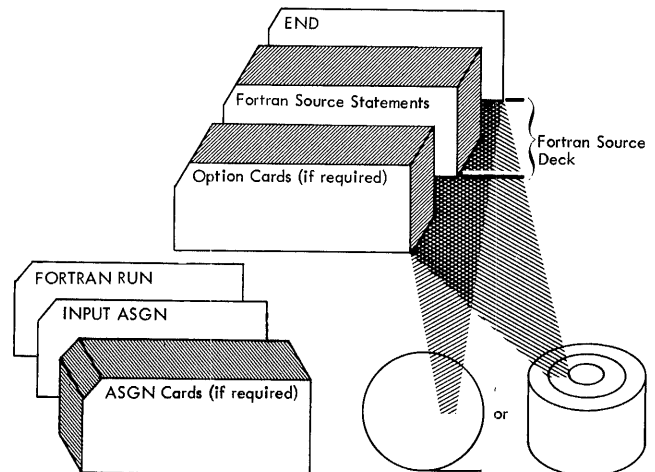 END
Fortran Source Statements
Fortran Source
Deck
Option Cards (if required)
FORTRAN RUN
INPUT ASGN
ASGN Cards (if required)
or